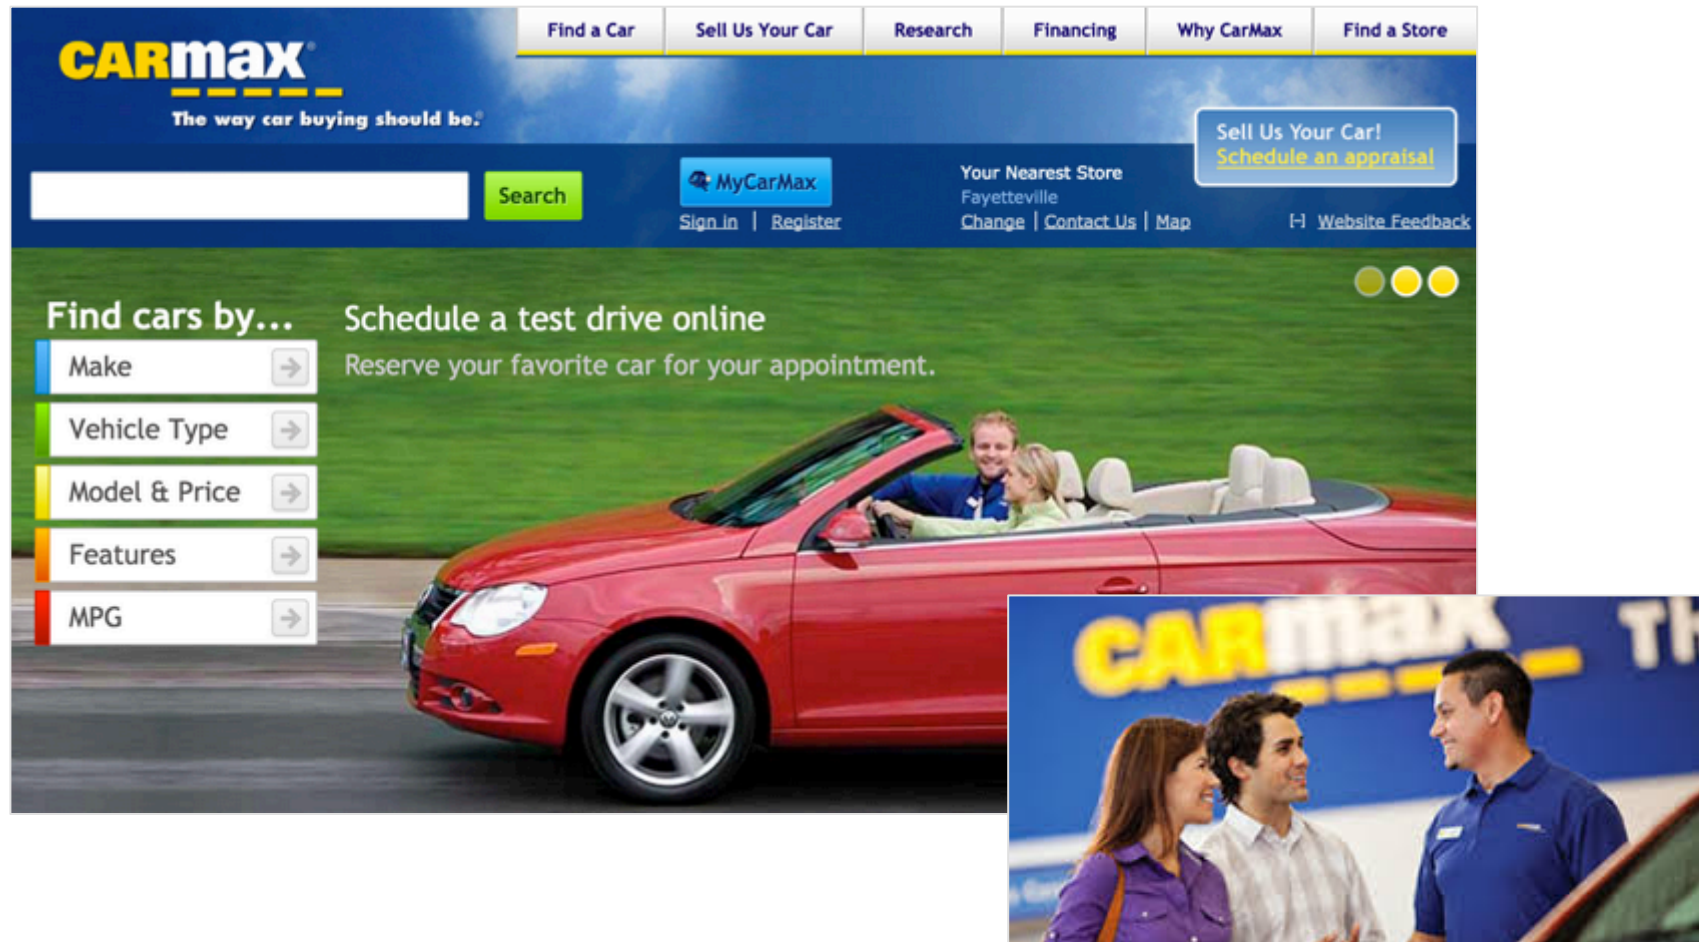 Find a Car
Sell Us Your Car
Research
Financing
Why CarMax
Find a Store
CARmax
The way car buying should be.®
Sell Us Your Car!
Schedule an appraisal
Search
MyCarMax
Sign in | Register
Your Nearest Store
Fayetteville
Change | Contact Us | Map
[-] Website Feedback
Find cars by...
Make
Vehicle Type
Model & Price
Features
MPG
Schedule a test drive online
Reserve your favorite car for your appointment.
CARmax TH